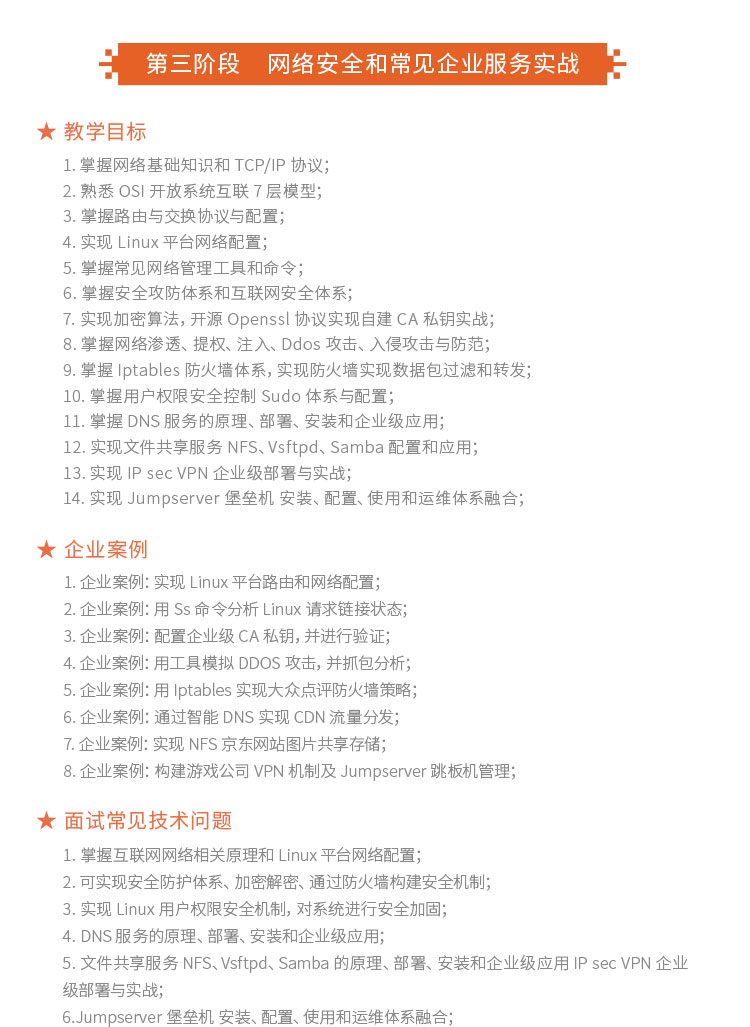 第三阶段 网络安全和常见企业服务实战
★ 教学目标
1. 掌握网络基础知识和 TCP/IP 协议；
2. 熟悉 OSI 开放系统互联 7 层模型；
3. 掌握路由与交换协议与配置；
4. 实现 Linux 平台网络配置；
5. 掌握常见网络管理工具和命令；
6. 掌握安全攻防体系和互联网安全体系；
7. 实现加密算法，开源 Openssl 协议实现自建 CA 私钥实战；
8. 掌握网络渗透、提权、注入、Ddos 攻击、入侵攻击与防范；
9. 掌握 Iptables 防火墙体系，实现防火墙实现数据包过滤和转发；
10. 掌握用户权限安全控制 Sudo 体系与配置；
11. 掌握 DNS 服务的原理、部署、安装和企业级应用；
12. 实现文件共享服务 NFS、Vsftpd、Samba 配置和应用；
13. 实现 IP sec VPN 企业级部署与实战；
14. 实现 Jumpserver 堡垒机 安装、配置、使用和运维体系融合；
★ 企业案例
1. 企业案例：实现 Linux 平台路由和网络配置；
2. 企业案例：用 Ss 命令分析 Linux 请求链接状态；
3. 企业案例：配置企业级 CA 私钥，并进行验证；
4. 企业案例：用工具模拟 DDOS 攻击，并抓包分析；
5. 企业案例：用 Iptables 实现大众点评防火墙策略；
6. 企业案例：通过智能 DNS 实现 CDN 流量分发；
7. 企业案例：实现 NFS 京东网站图片共享存储；
8. 企业案例：构建游戏公司 VPN 机制及 Jumpserver 跳板机管理；
★ 面试常见技术问题
1. 掌握互联网网络相关原理和 Linux 平台网络配置；
2. 可实现安全防护体系、加密解密、通过防火墙构建安全机制；
3. 实现 Linux 用户权限安全机制，对系统进行安全加固；
4. DNS 服务的原理、部署、安装和企业级应用；
5. 文件共享服务 NFS、Vsftpd、Samba 的原理、部署、安装和企业级应用 IP sec VPN 企业
级部署与实战；
6.Jumpserver 堡垒机 安装、配置、使用和运维体系融合；